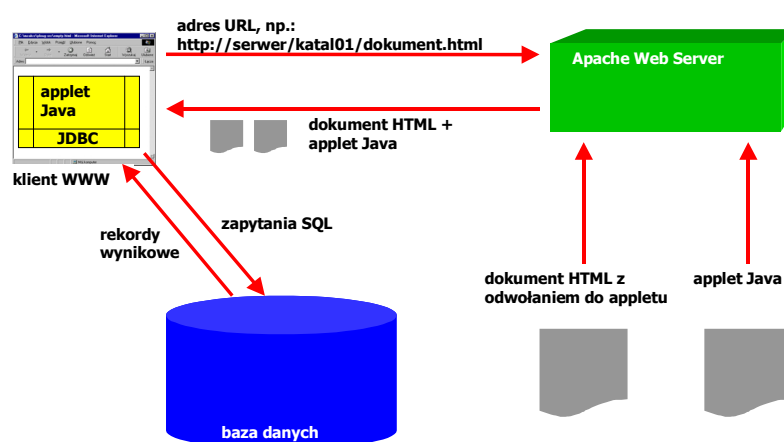 adres URL, np.:
http://serwer/katal01/dokument.html
Apache Web Server
applet
Java
JDBC
dokument HTML +
applet Java
klient WWW
zapytania SQL
rekordy
wynikowe
dokument HTML z
odwołaniem do appletu
applet Java
baza danych